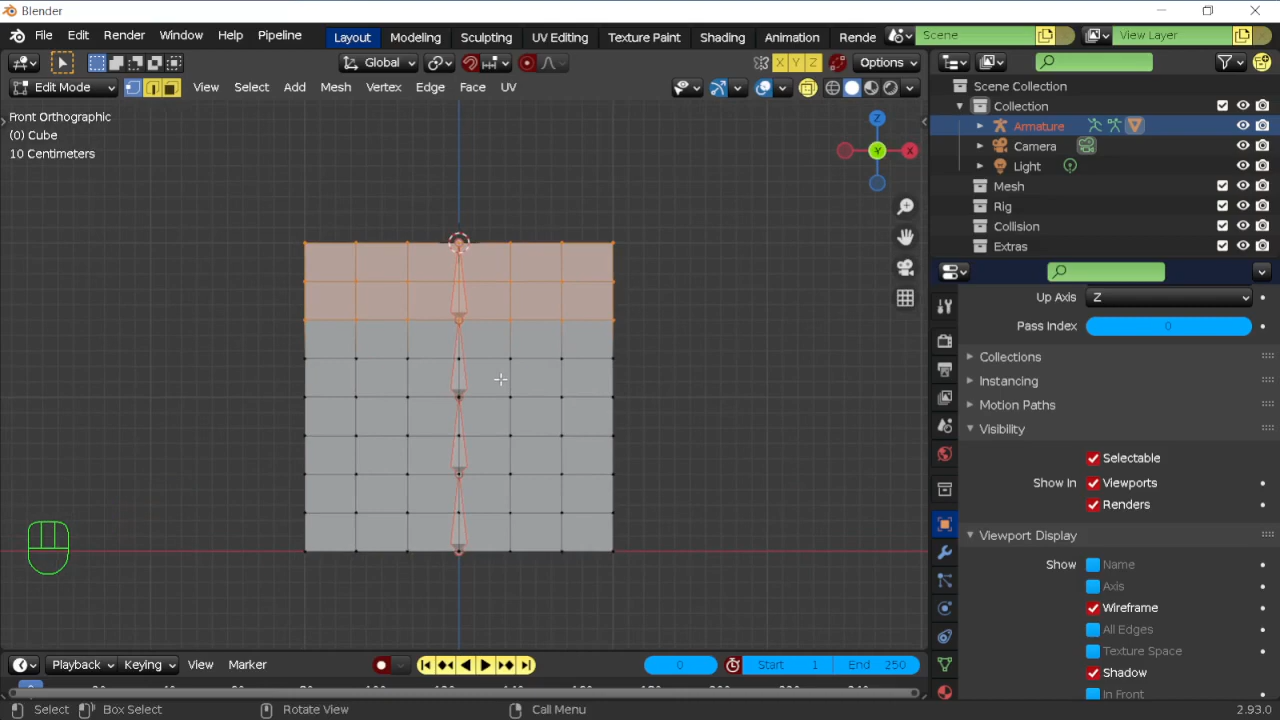 Blender
File Edit Render Window Help Pipeline Layout Modeling Sculpting UV Editing Texture Paint Shading Animation Rende Scene View Layer
Global X Y Z Options
Edit Mode View Select Add Mesh Vertex Edge Face UV
Scene Collection
Collection
Armature
Camera
Light
Mesh
Rig
Collision
Extras
Front Orthographic
(0) Cube
10 Centimeters
Z
Y
X
Up Axis Z
Pass Index 0
Collections
Instancing
Motion Paths
Visibility
Selectable
Show In Viewports
Renders
Viewport Display
Show Name
Axis
Wireframe
All Edges
Texture Space
Shadow
In Front
Playback Keying View Marker 0 Start 1 End 250
Select Box Select Rotate View Call Menu 2.93.0